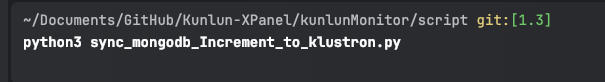 ~/Documents/GitHub/Kunlun-XPanel/kunlunMonitor/script git:[1.3]
python3 sync_mongodb_Increment_to_klustron.py